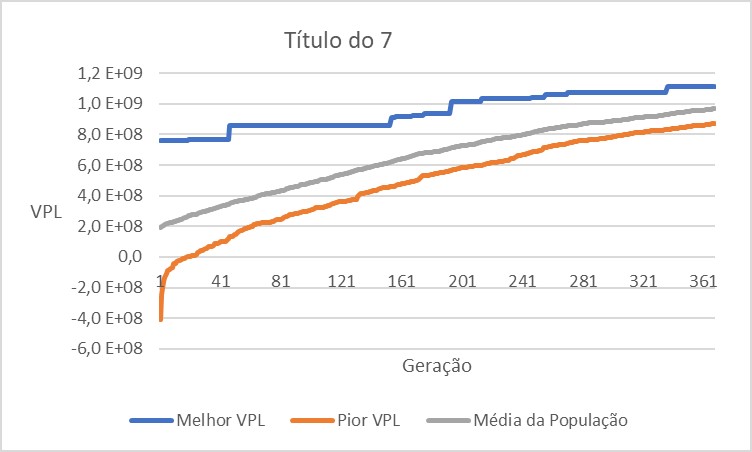 Título do 7
1,2 E+09
1,0 E+09
8,0 E+08
6,0 E+08
4,0 E+08
2,0 E+08
0,0
-2,0 E+08
-4,0 E+08
-6,0 E+08
VPL
1 41 81 121 161 201 241 281 321 361
Geração
Melhor VPL Pior VPL Média da População